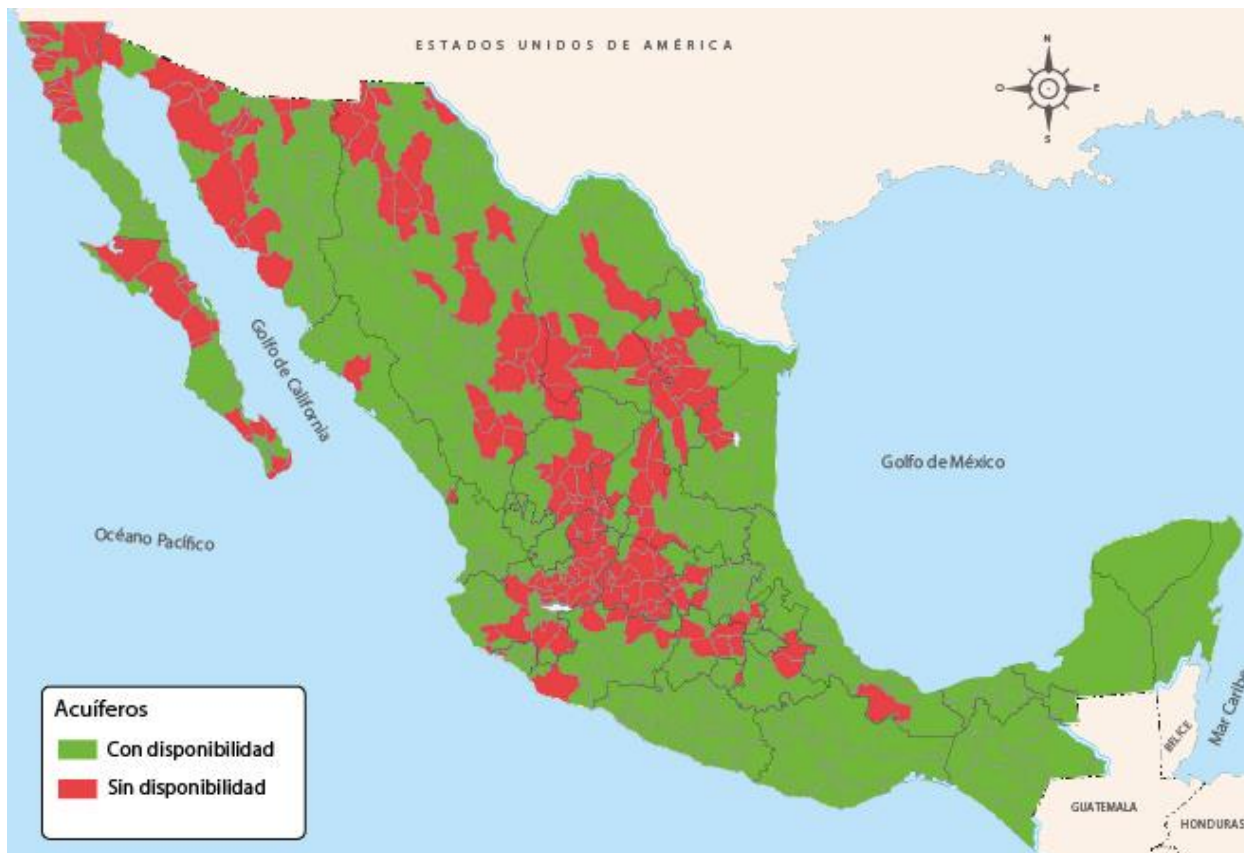 ESTADOS UNIDOS DE AMÉRICA
N
O
E
S
Golfo de California
Golfo de México
Océano Pacífico
Mar Caribe
BELICE
GUATEMALA
HONDURAS
Acuíferos
Con disponibilidad
Sin disponibilidad